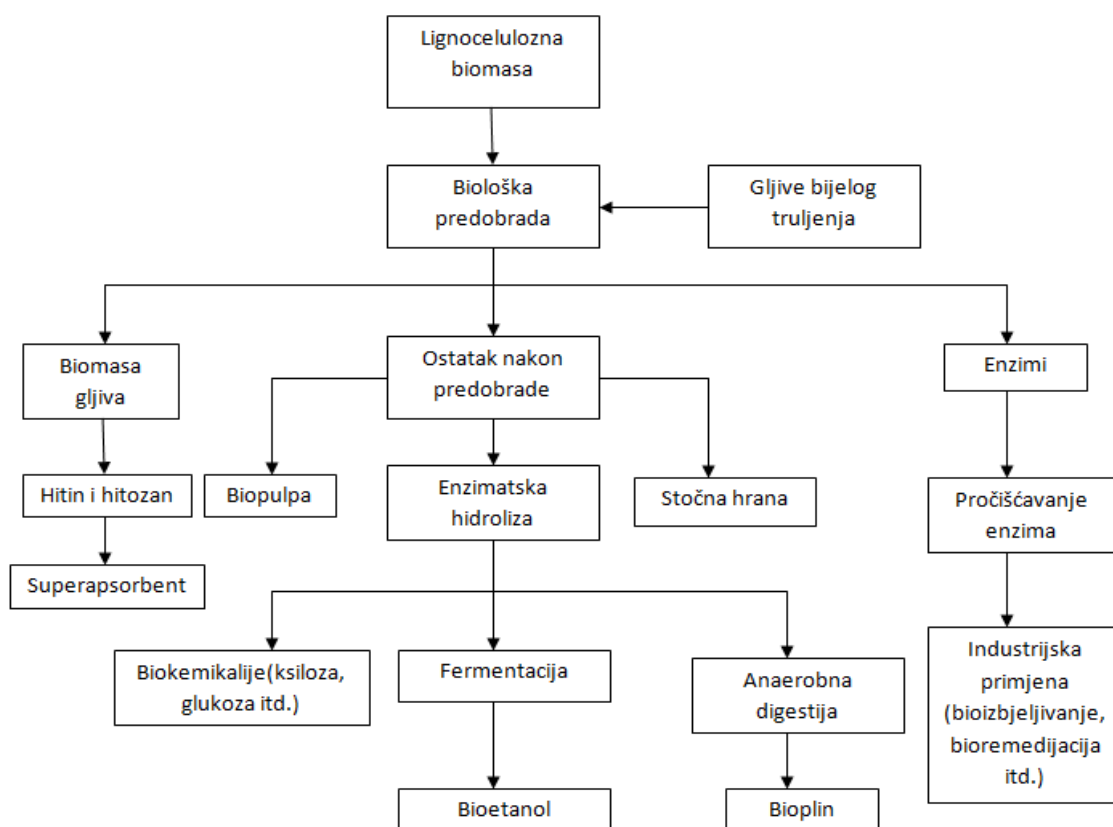 Lignocelulozna
biomasa
Biološka
predobrada
Gljive bijelog
truljenja
Biomasa
gljiva
Ostatak nakon
predobrade
Enzimi
Hitin i hitozan
Biopulpa
Enzimatska
hidroliza
Stočna hrana
Pročišćavanje
enzima
Superapsorbent
Biokemikalije(ksiloza,
glukoza itd.)
Fermentacija
Anaerobna
digestija
Industrijska
primjena
(bioizbjeljivanje,
bioremedijacija
itd.)
Bioetanol
Bioplin